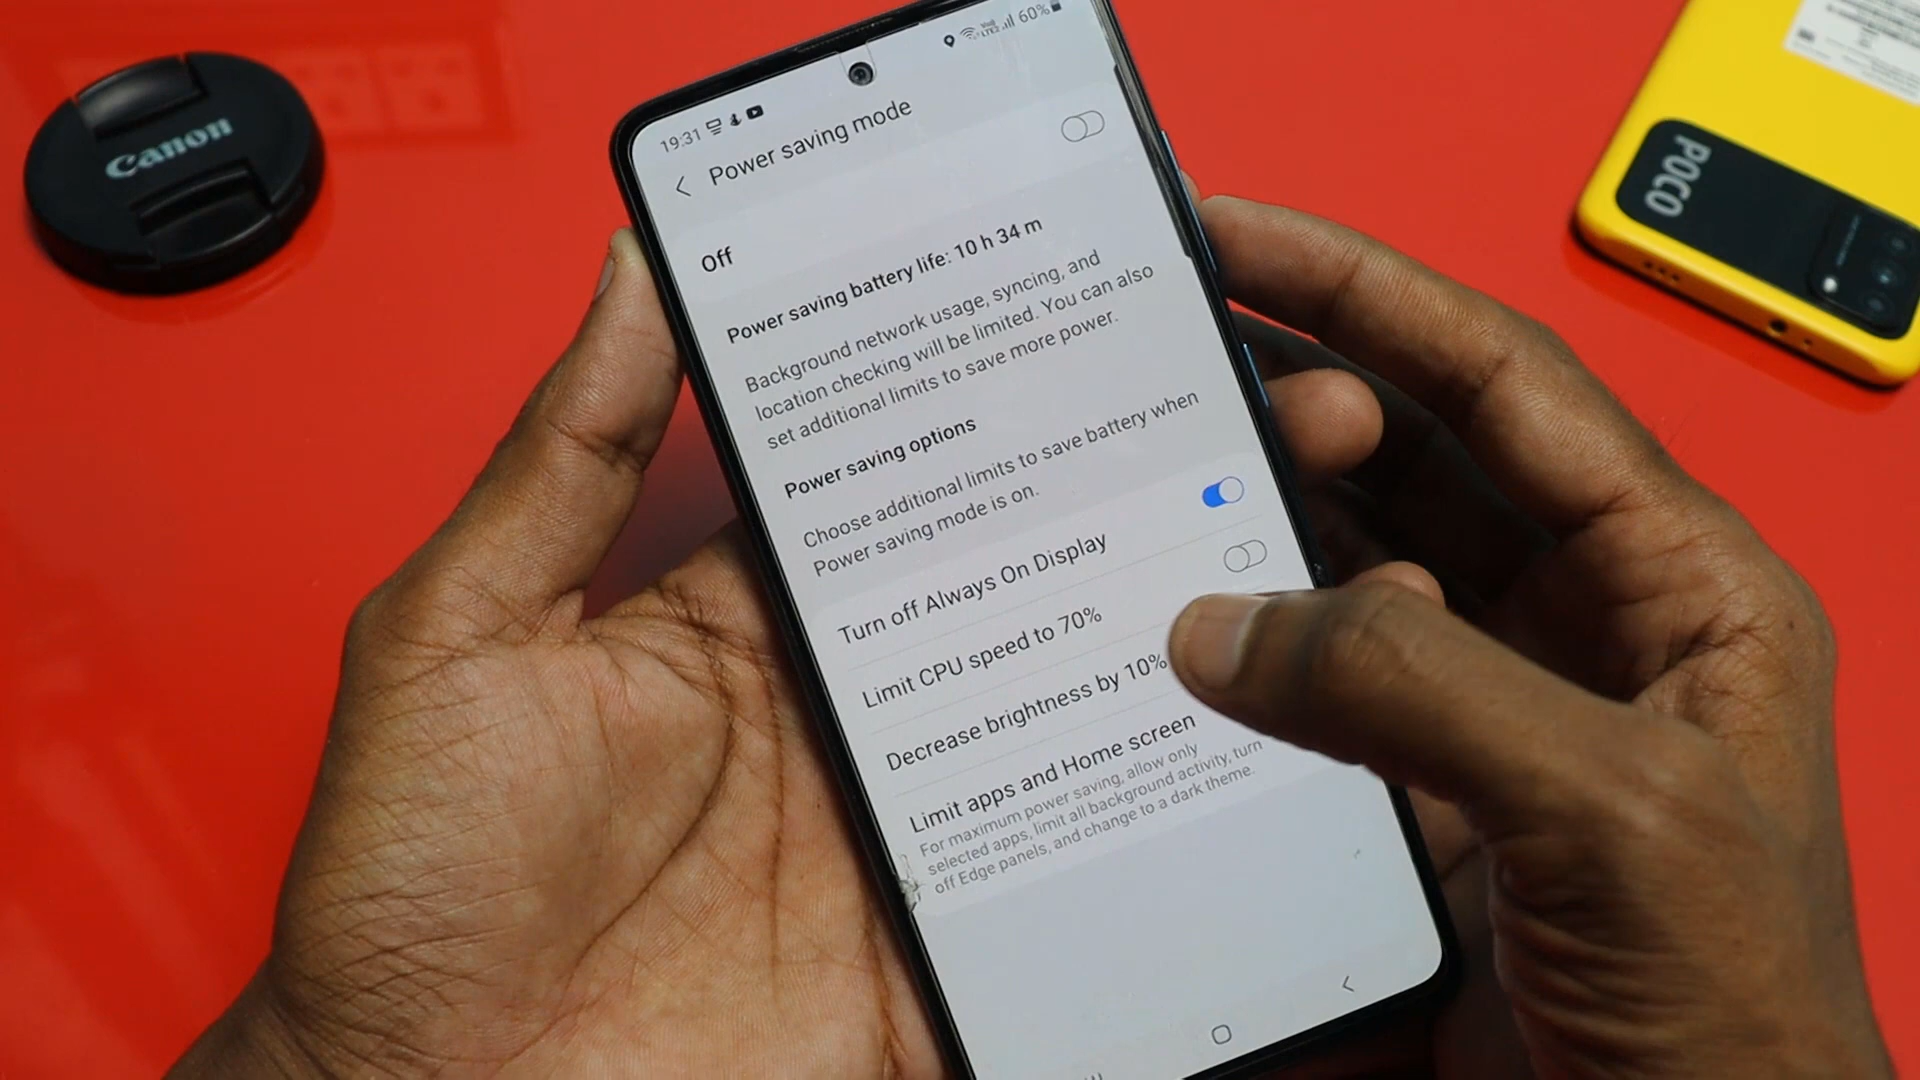 Canon
19:31
60%
Power saving mode
Off
Power saving battery life: 10 h 34 m
Background network usage, syncing, and
location checking will be limited. You can also
set additional limits to save more power.
Power saving options
Choose additional limits to save battery when
Power saving mode is on.
Turn off Always On Display
Limit CPU speed to 70%
Decrease brightness by 10%
Limit apps and Home screen
For maximum power saving, allow only
selected apps, limit all background activity, turn
off Edge panels, and change to a dark theme.
POCO